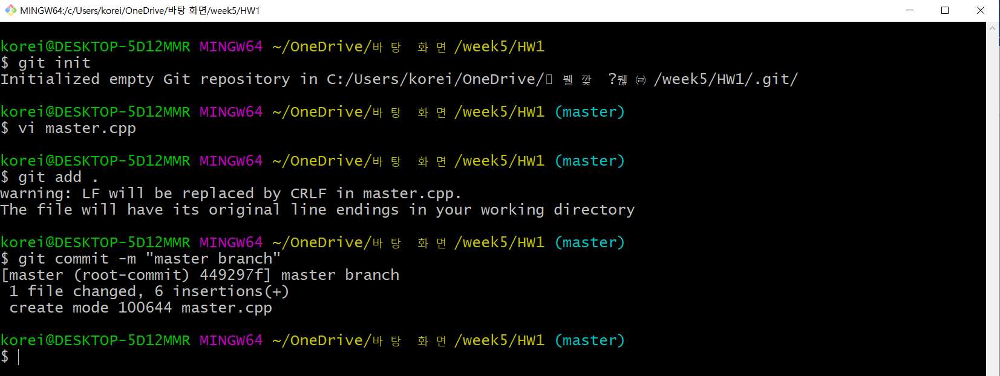 MINGW64:/c/Users/korei/OneDrive/바탕 화면/week5/HW1
korei@DESKTOP-5D12MMR MINGW64 ~/OneDrive/바탕 화면/week5/HW1
$ git init
Initialized empty Git repository in C:/Users/korei/OneDrive/ 뷀 깢 ?뷆 ㈃ /week5/HW1/.git/
korei@DESKTOP-5D12MMR MINGW64 ~/OneDrive/바탕 화면/week5/HW1 (master)
$ vi master.cpp
korei@DESKTOP-5D12MMR MINGW64 ~/OneDrive/바탕 화면/week5/HW1 (master)
$ git add .
warning: LF will be replaced by CRLF in master.cpp.
The file will have its original line endings in your working directory
korei@DESKTOP-5D12MMR MINGW64 ~/OneDrive/바탕 화면/week5/HW1 (master)
$ git commit -m "master branch"
[master (root-commit) 449297f] master branch
1 file changed, 6 insertions(+)
create mode 100644 master.cpp
korei@DESKTOP-5D12MMR MINGW64 ~/OneDrive/바탕 화면/week5/HW1 (master)
$